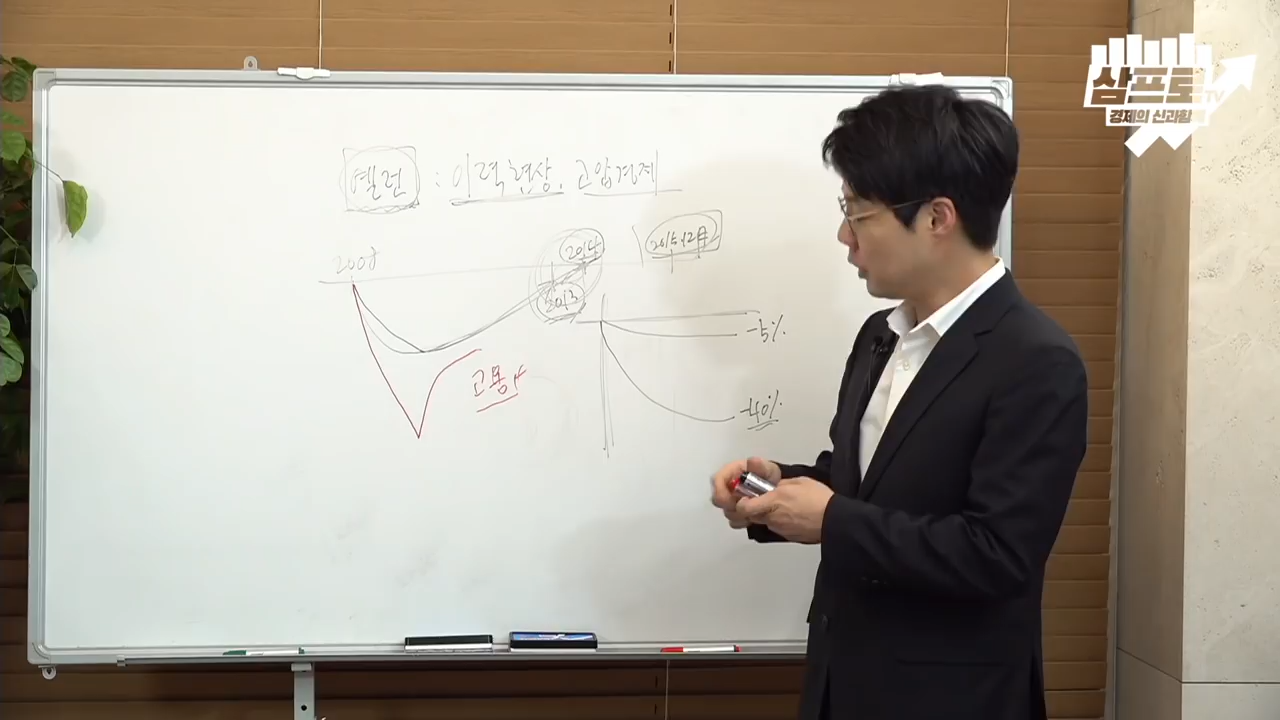 삼프로TV
경제의 신과함께
옐런 : 이력현상, 고압경제
2008
2014
2015.12月
2013
-5%
고용
-40%